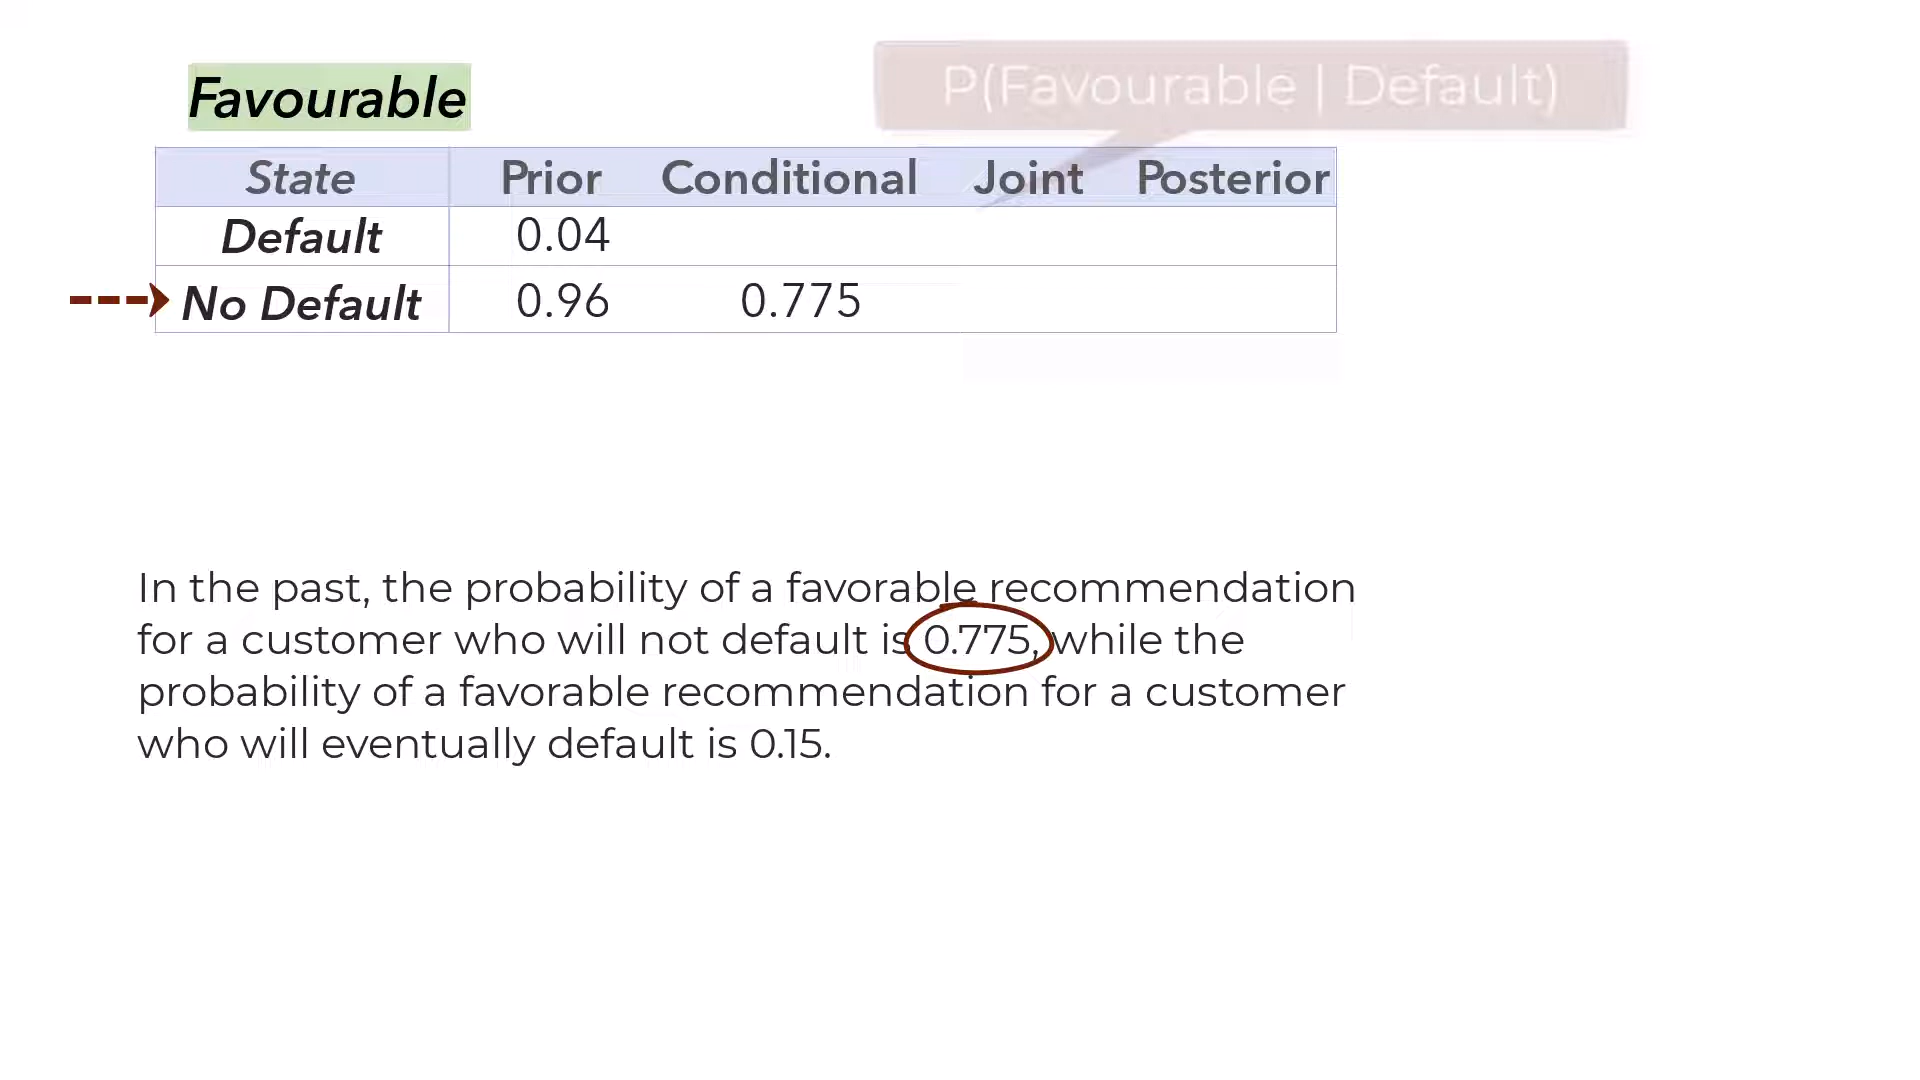 P(Favourable | Default)
Favourable
State Prior Conditional Joint Posterior
Default 0.04
No Default 0.96 0.775
In the past, the probability of a favorable recommendation
for a customer who will not default is 0.775, while the
probability of a favorable recommendation for a customer
who will eventually default is 0.15.